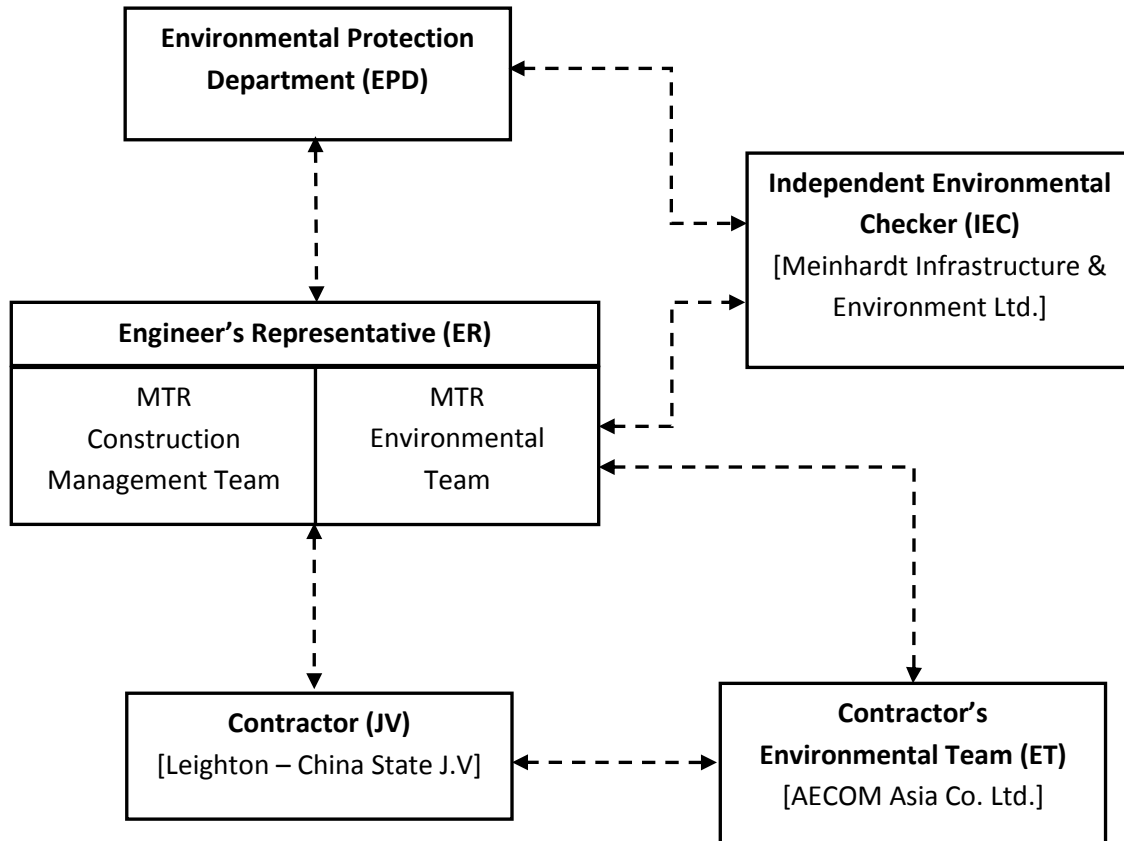 Environmental Protection
Department (EPD)
Independent Environmental
Checker (IEC)
[Meinhardt Infrastructure &
Environment Ltd.]
Engineer’s Representative (ER)
MTR
Construction
Management Team
MTR
Environmental
Team
Contractor (JV)
[Leighton – China State J.V]
Contractor’s
Environmental Team (ET)
[AECOM Asia Co. Ltd.]